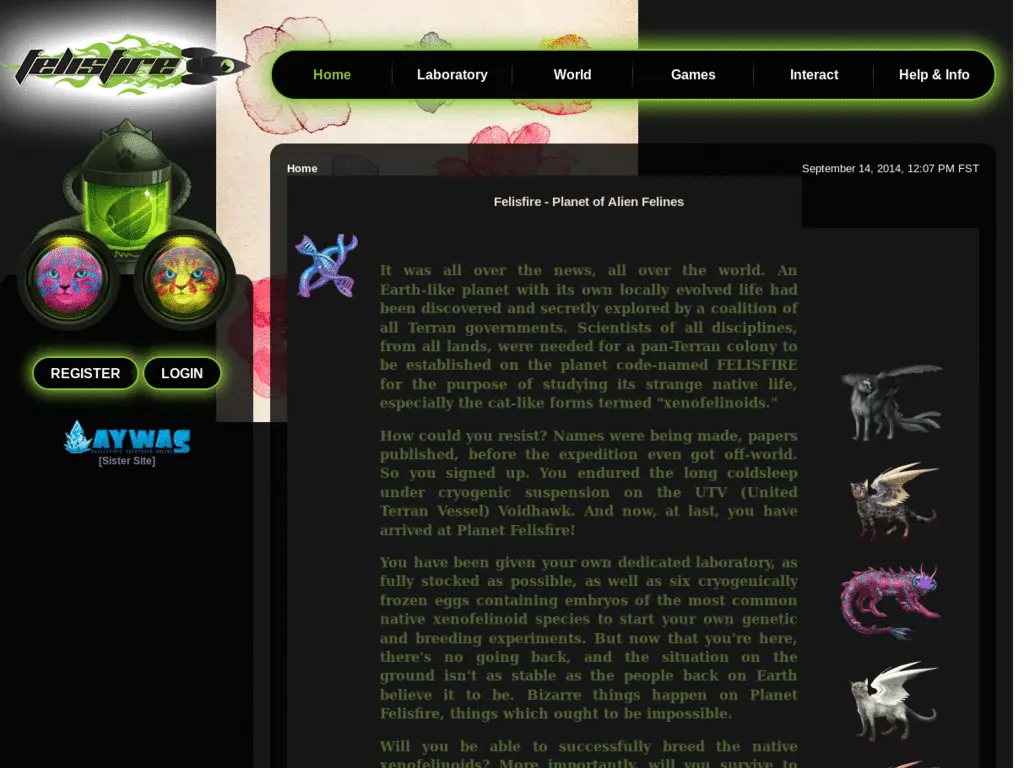 felisfire
Home
Laboratory
World
Games
Interact
Help & Info
Home
September 14, 2014, 12:07 PM FST
Felisfire - Planet of Alien Felines
It was all over the news, all over the world. An
Earth-like planet with its own locally evolved life had
been discovered and secretly explored by a coalition of
all Terran governments. Scientists of all disciplines,
from all lands, were needed for a pan-Terran colony to
be established on the planet code-named FELISFIRE
for the purpose of studying its strange native life,
especially the cat-like forms termed "xenofelinoids."
How could you resist? Names were being made, papers
published, before the expedition even got off-world.
So you signed up. You endured the long coldsleep
under cryogenic suspension on the UTV (United
Terran Vessel) Voidhawk. And now, at last, you have
arrived at Planet Felisfire!
You have been given your own dedicated laboratory, as
fully stocked as possible, as well as six cryogenically
frozen eggs containing embryos of the most common
native xenofelinoid species to start your own genetic
and breeding experiments. But now that you're here,
there's no going back, and the situation on the
ground isn't as stable as the people back on Earth
believe it to be. Bizarre things happen on Planet
Felisfire, things which ought to be impossible.
Will you be able to successfully breed the native
xenofelinoids? More importantly, will you survive to
REGISTER
LOGIN
AYWAS
[Sister Site]